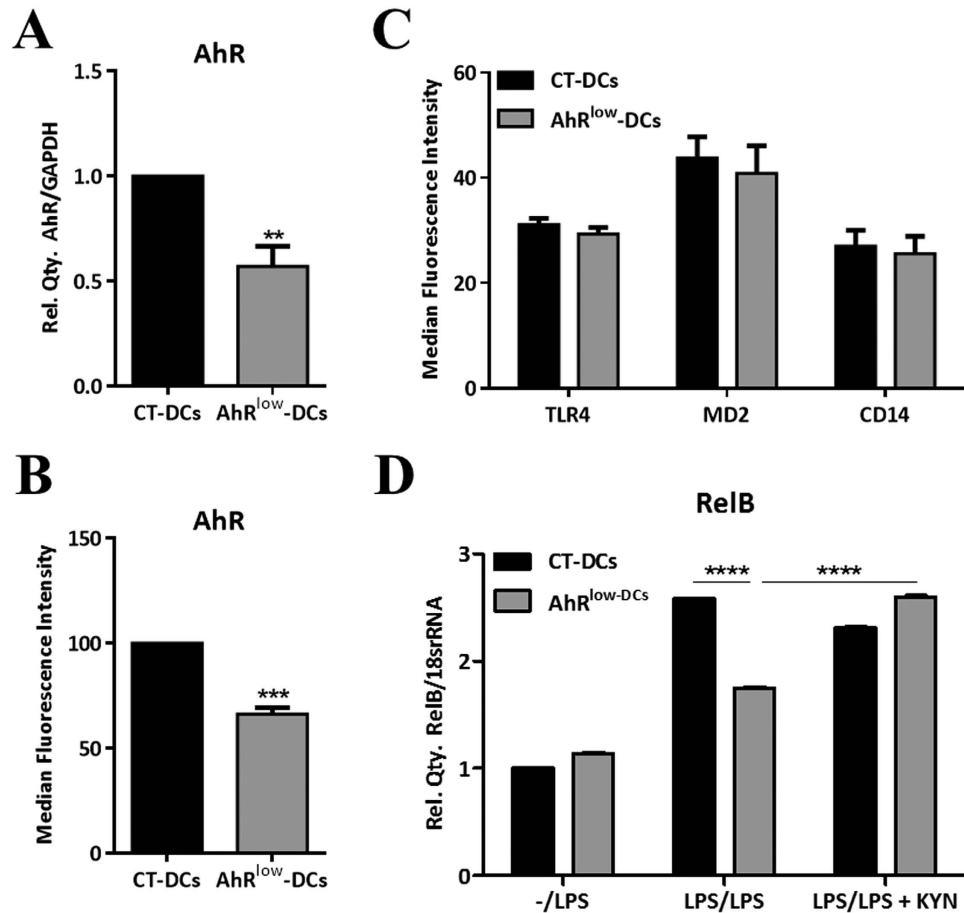 A
AhR
Rel. Qty. AhR/GAPDH
1.5
1.0
0.5
0.0
**
CT-DCs
AhRlow-DCs
B
AhR
Median Fluorescence Intensity
150
100
50
0
***
CT-DCs
AhRlow-DCs
C
Median Fluorescence Intensity
60
40
20
0
CT-DCs
AhRlow-DCs
TLR4 MD2 CD14
D
RelB
Rel. Qty. RelB/18srRNA
3
2
1
0
CT-DCs
AhRlow-DCs
**** ****
-/LPS LPS/LPS LPS/LPS + KYN